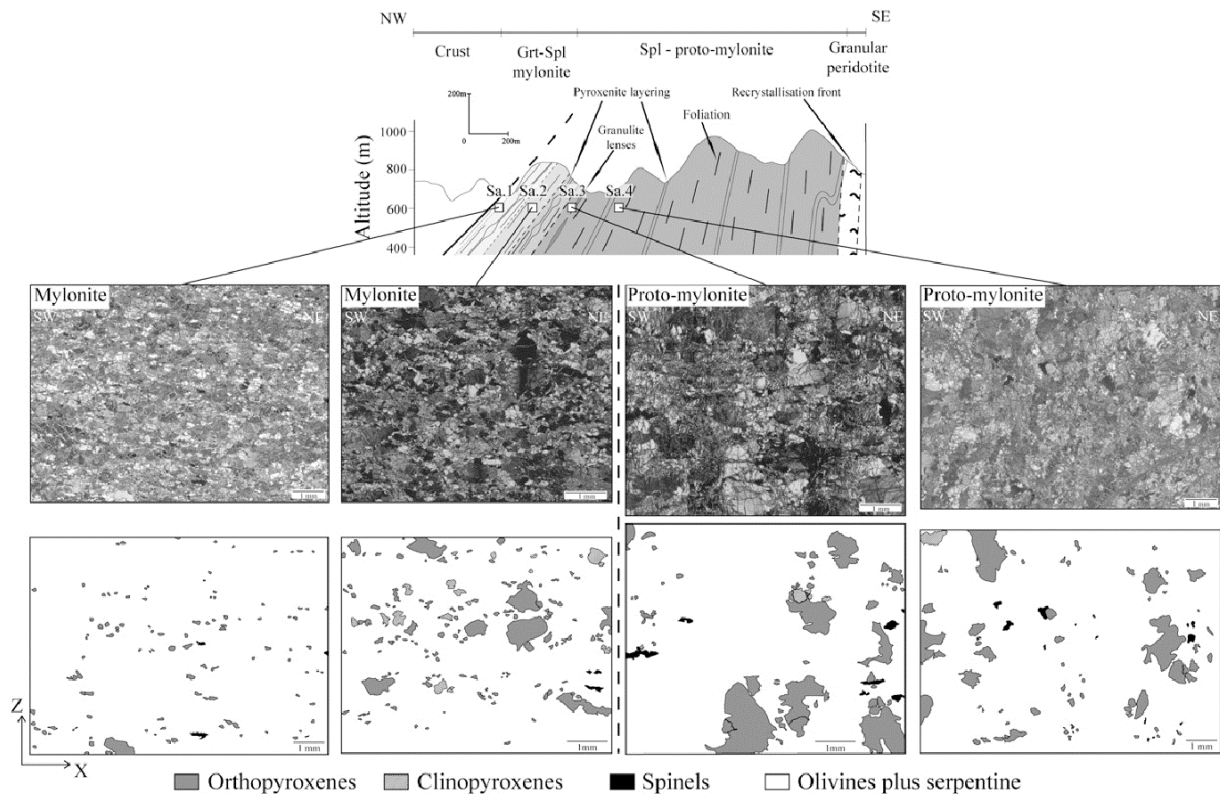 NW SE
Crust Grt-Spl mylonite Spl - proto-mylonite Granular peridotite
Pyroxenite layering Recrystallisation front
200m
0 200m
Granulite lenses
Foliation
Altitude (m)
1000
800
600
400
Sa.1 Sa.2 Sa.3 Sa.4
Mylonite Mylonite Proto-mylonite Proto-mylonite
SW NE SW NE SW NE SW NE
1 mm 1 mm 1 mm 1 mm
Z
X
1 mm 1mm 1mm 1 mm
Orthopyroxenes Clinopyroxenes Spinels Olivines plus serpentine